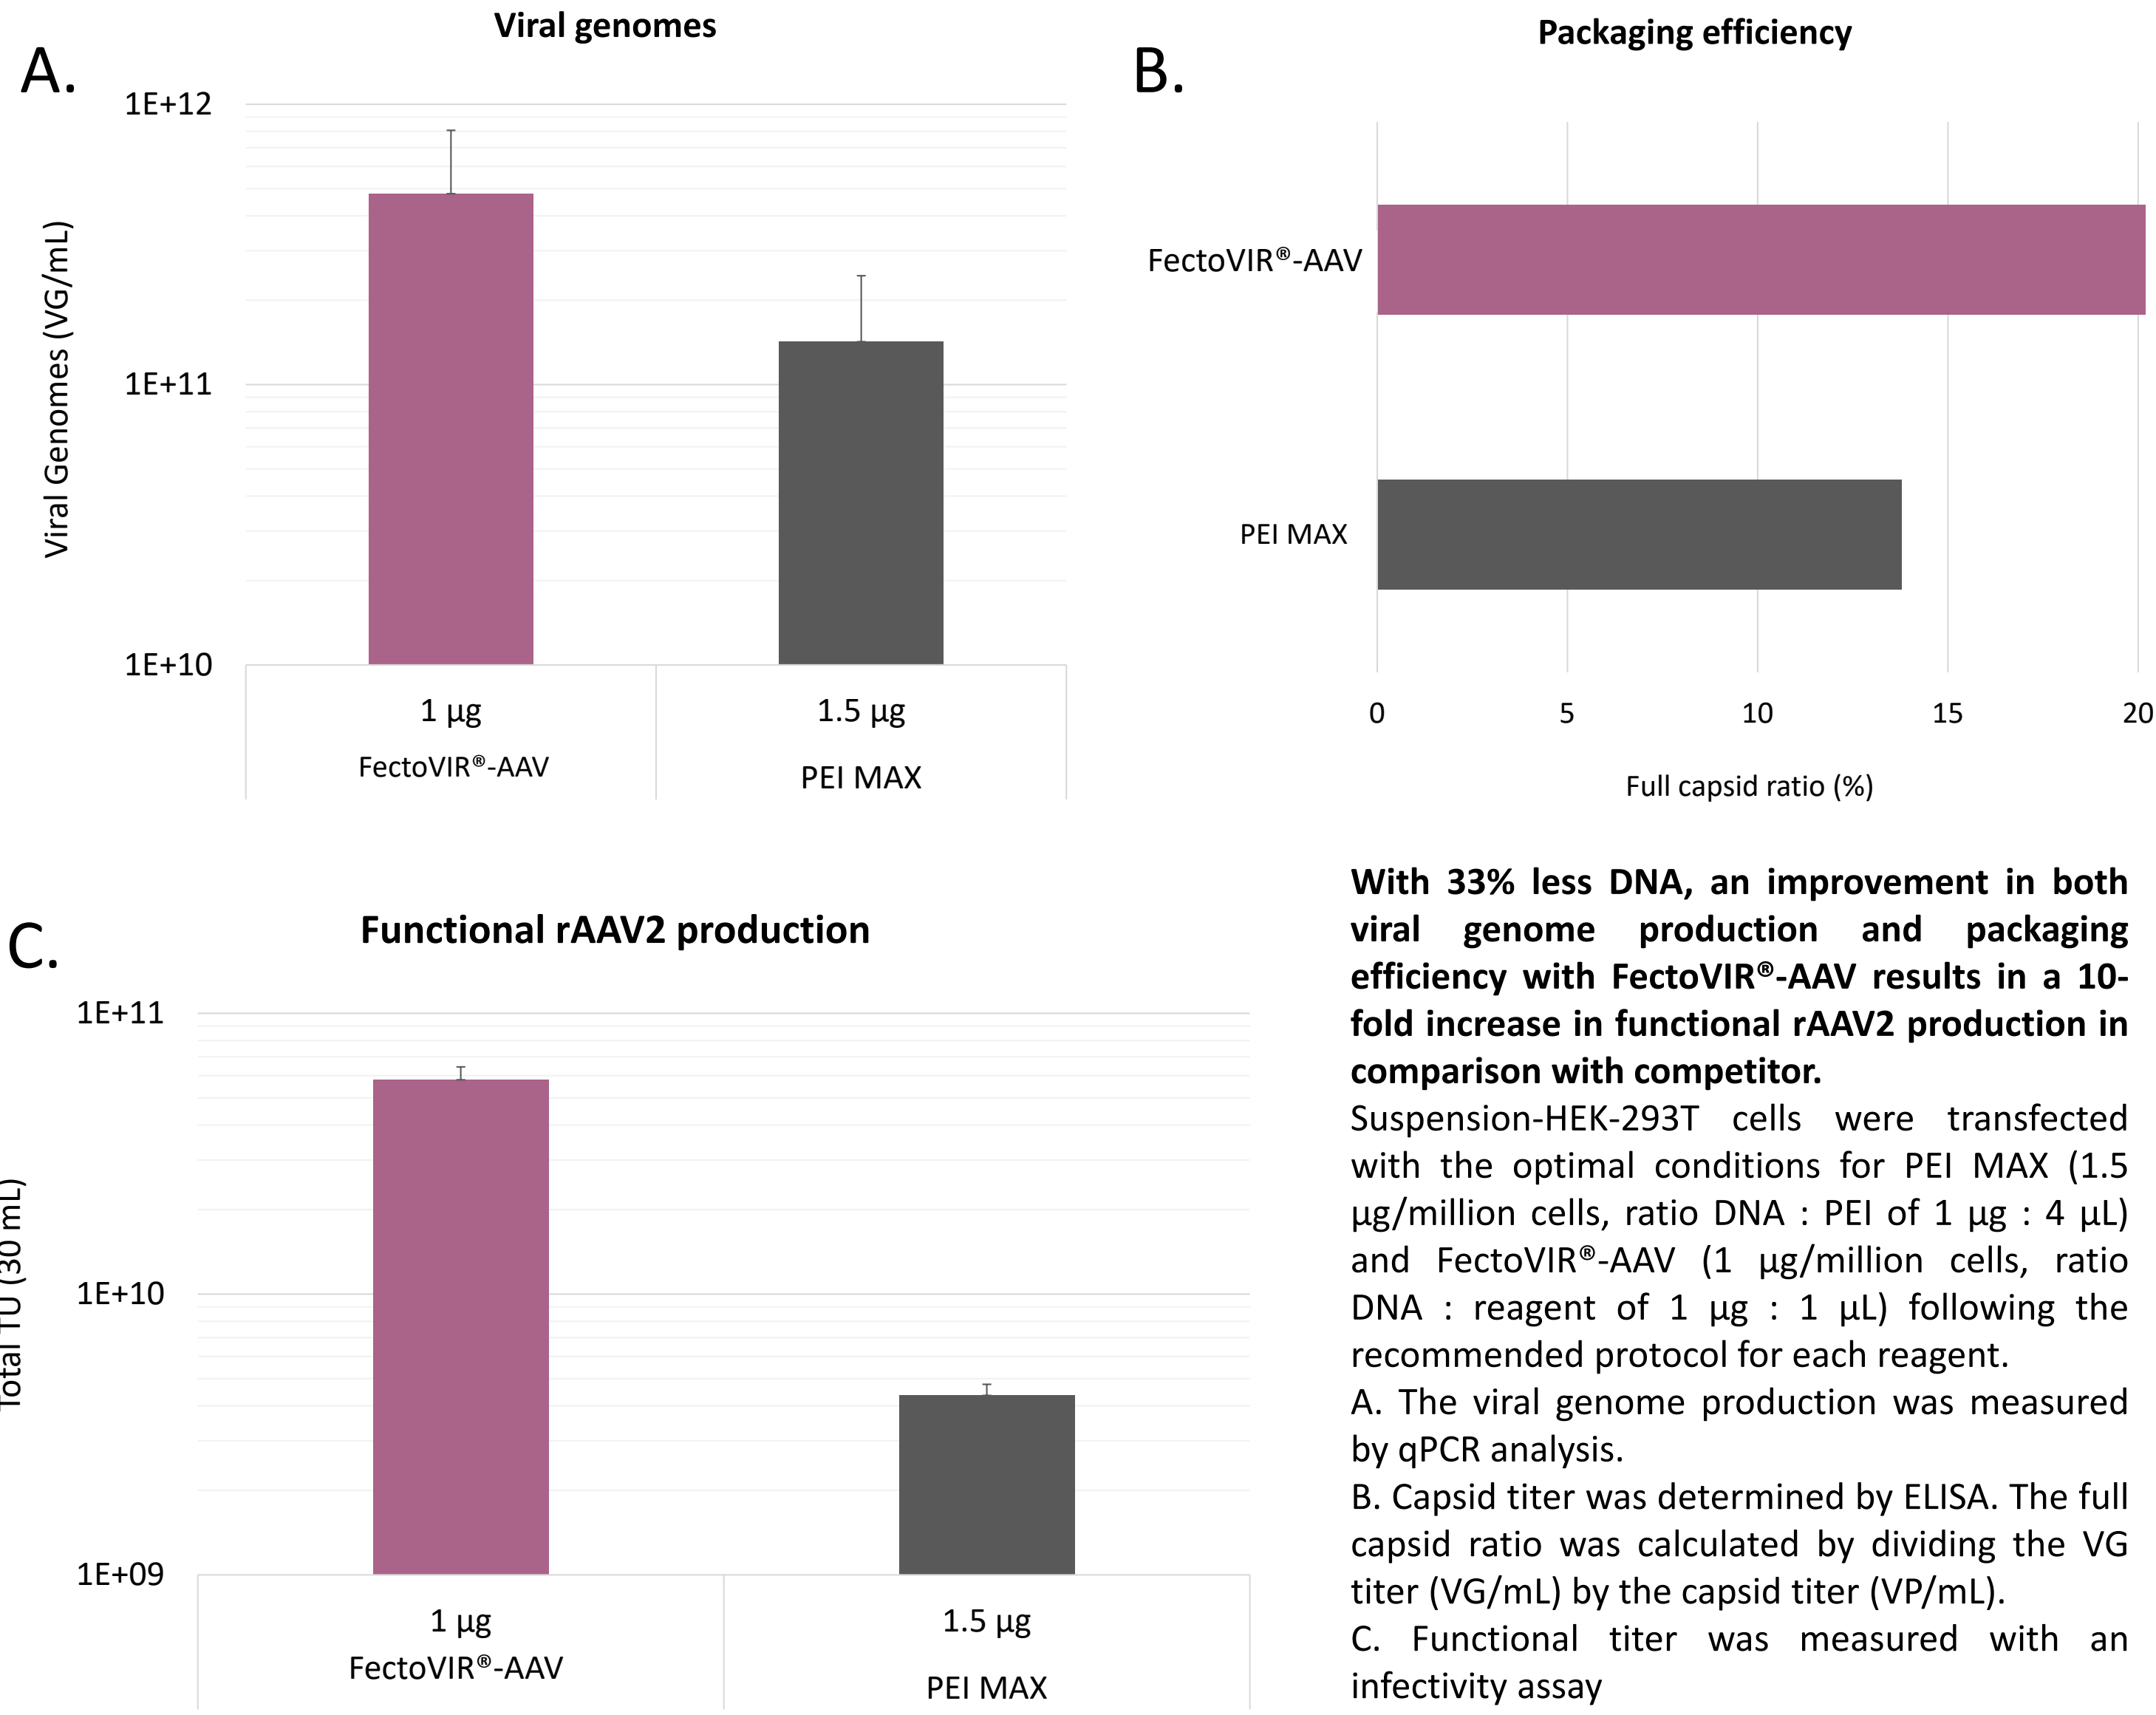 Viral genomes
A.
1E+12
1E+11
1E+10
Viral Genomes (VG/mL)
1 µg
1.5 µg
FectoVIR®-AAV
PEI MAX
Packaging efficiency
B.
FectoVIR®-AAV
PEI MAX
0 5 10 15 20
Full capsid ratio (%)
Functional rAAV2 production
C.
1E+11
1E+10
1E+09
Total TU (30 mL)
1 µg
1.5 µg
FectoVIR®-AAV
PEI MAX
With 33% less DNA, an improvement in both
viral genome production and packaging
efficiency with FectoVIR®-AAV results in a 10-
fold increase in functional rAAV2 production in
comparison with competitor.
Suspension-HEK-293T cells were transfected
with the optimal conditions for PEI MAX (1.5
µg/million cells, ratio DNA : PEI of 1 µg : 4 µL)
and FectoVIR®-AAV (1 µg/million cells, ratio
DNA : reagent of 1 µg : 1 µL) following the
recommended protocol for each reagent.
A. The viral genome production was measured
by qPCR analysis.
B. Capsid titer was determined by ELISA. The full
capsid ratio was calculated by dividing the VG
titer (VG/mL) by the capsid titer (VP/mL).
C. Functional titer was measured with an
infectivity assay